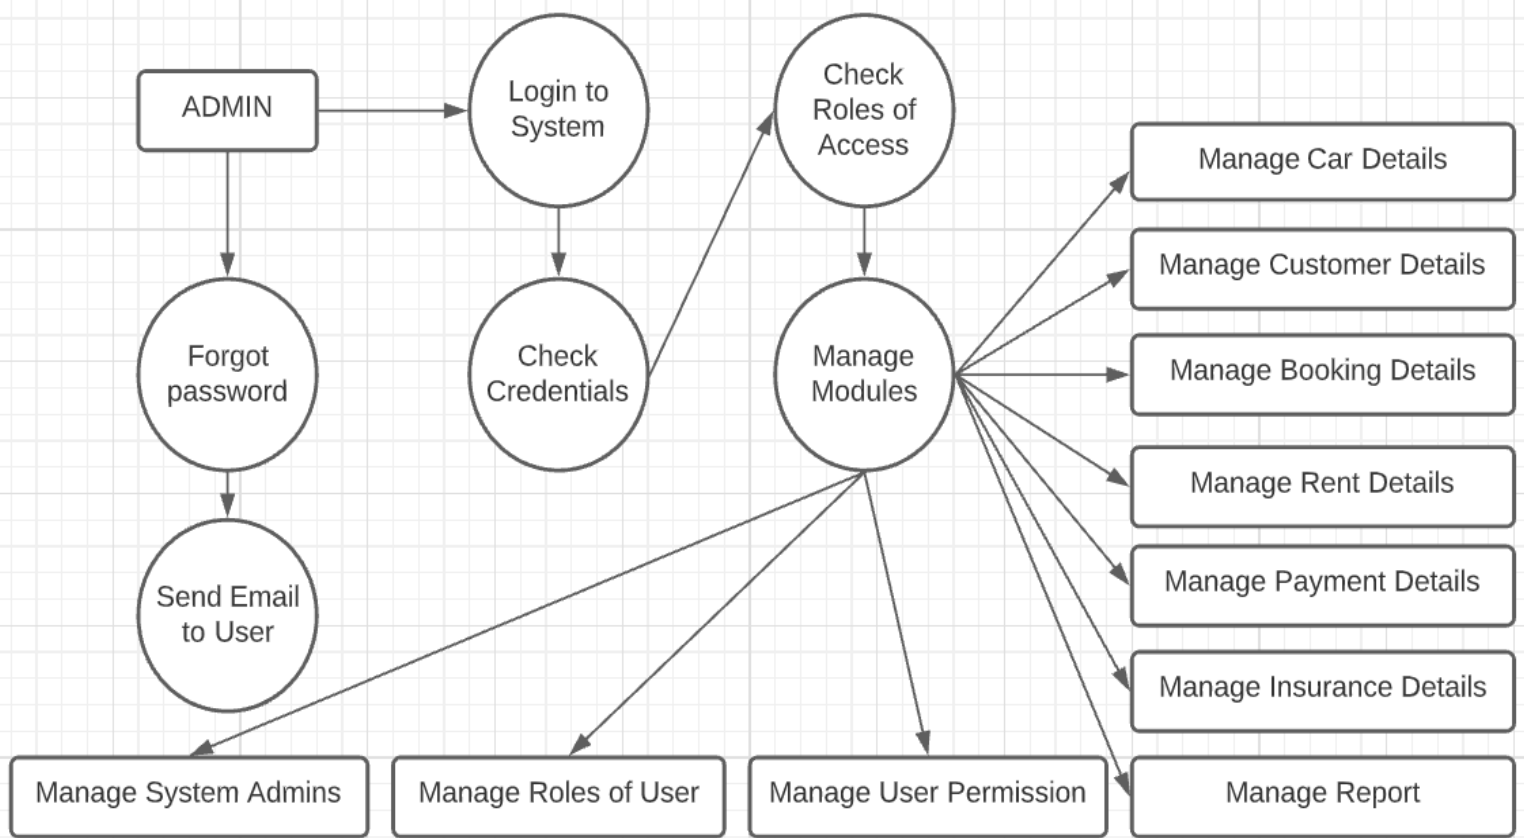 ADMIN
Login to
System
Check
Roles of
Access
Manage Car Details
Manage Customer Details
Forgot
password
Check
Credentials
Manage
Modules
Manage Booking Details
Manage Rent Details
Send Email
to User
Manage Payment Details
Manage Insurance Details
Manage System Admins
Manage Roles of User
Manage User Permission
Manage Report